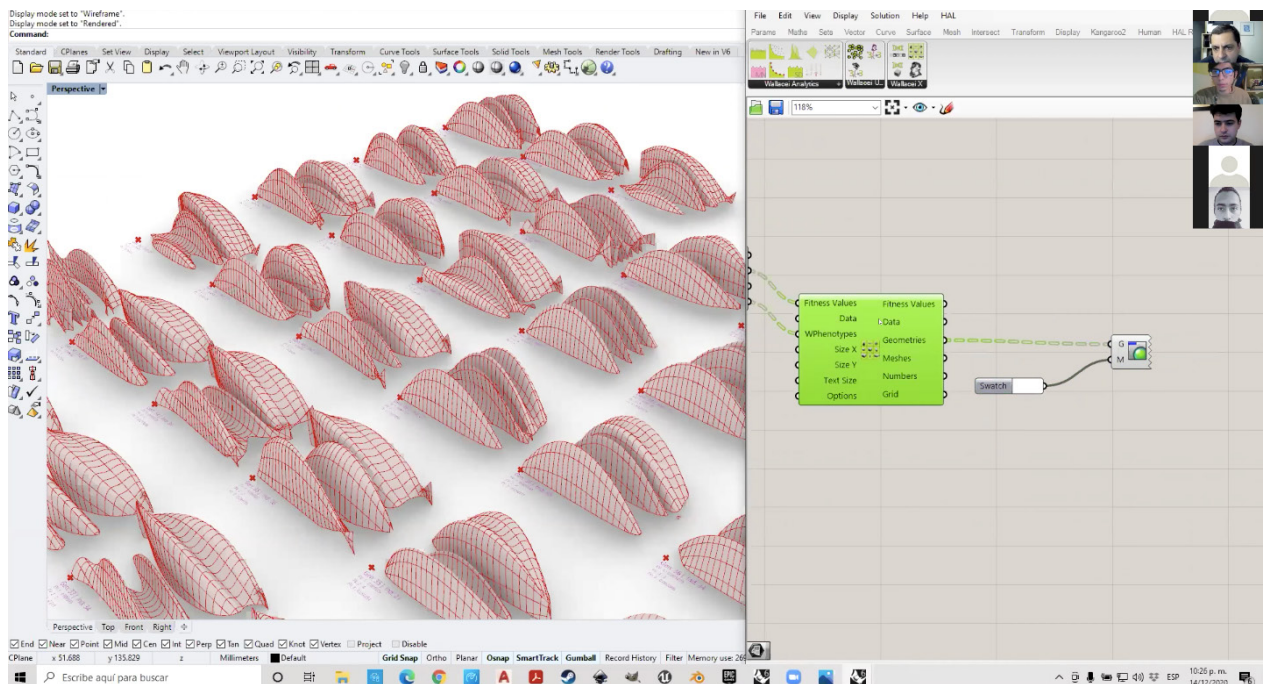 Display mode set to "Wireframe".
Display mode set to "Rendered".
Command:
Standard CPlanes Set View Display Select Viewport Layout Visibility Transform Curve Tools Surface Tools Solid Tools Mesh Tools Render Tools Drafting New in V6
Perspective
File Edit View Display Solution Help HAL
Params Maths Sets Vector Curve Surface Mesh Intersect Transform Display Kangaroo2 Human HAL R
Wallacei Analytics + Wallacei U... Wallacei X
118%
Fitness Values Fitness Values
Data Data
WPhenotypes Geometries
Size X Meshes
Size Y
Text Size Numbers
Options Grid
G
M
Swatch
Perspective Top Front Right
End Near Point Mid Cen Int Perp Tan Quad Knot Vertex Project Disable
CPlane x 51.688 y 135.829 z Millimeters Default Grid Snap Ortho Planar Osnap SmartTrack Gumball Record History Filter Memory use: 26
Escribe aquí para buscar
ESP
10:26 p. m.
14/12/2020